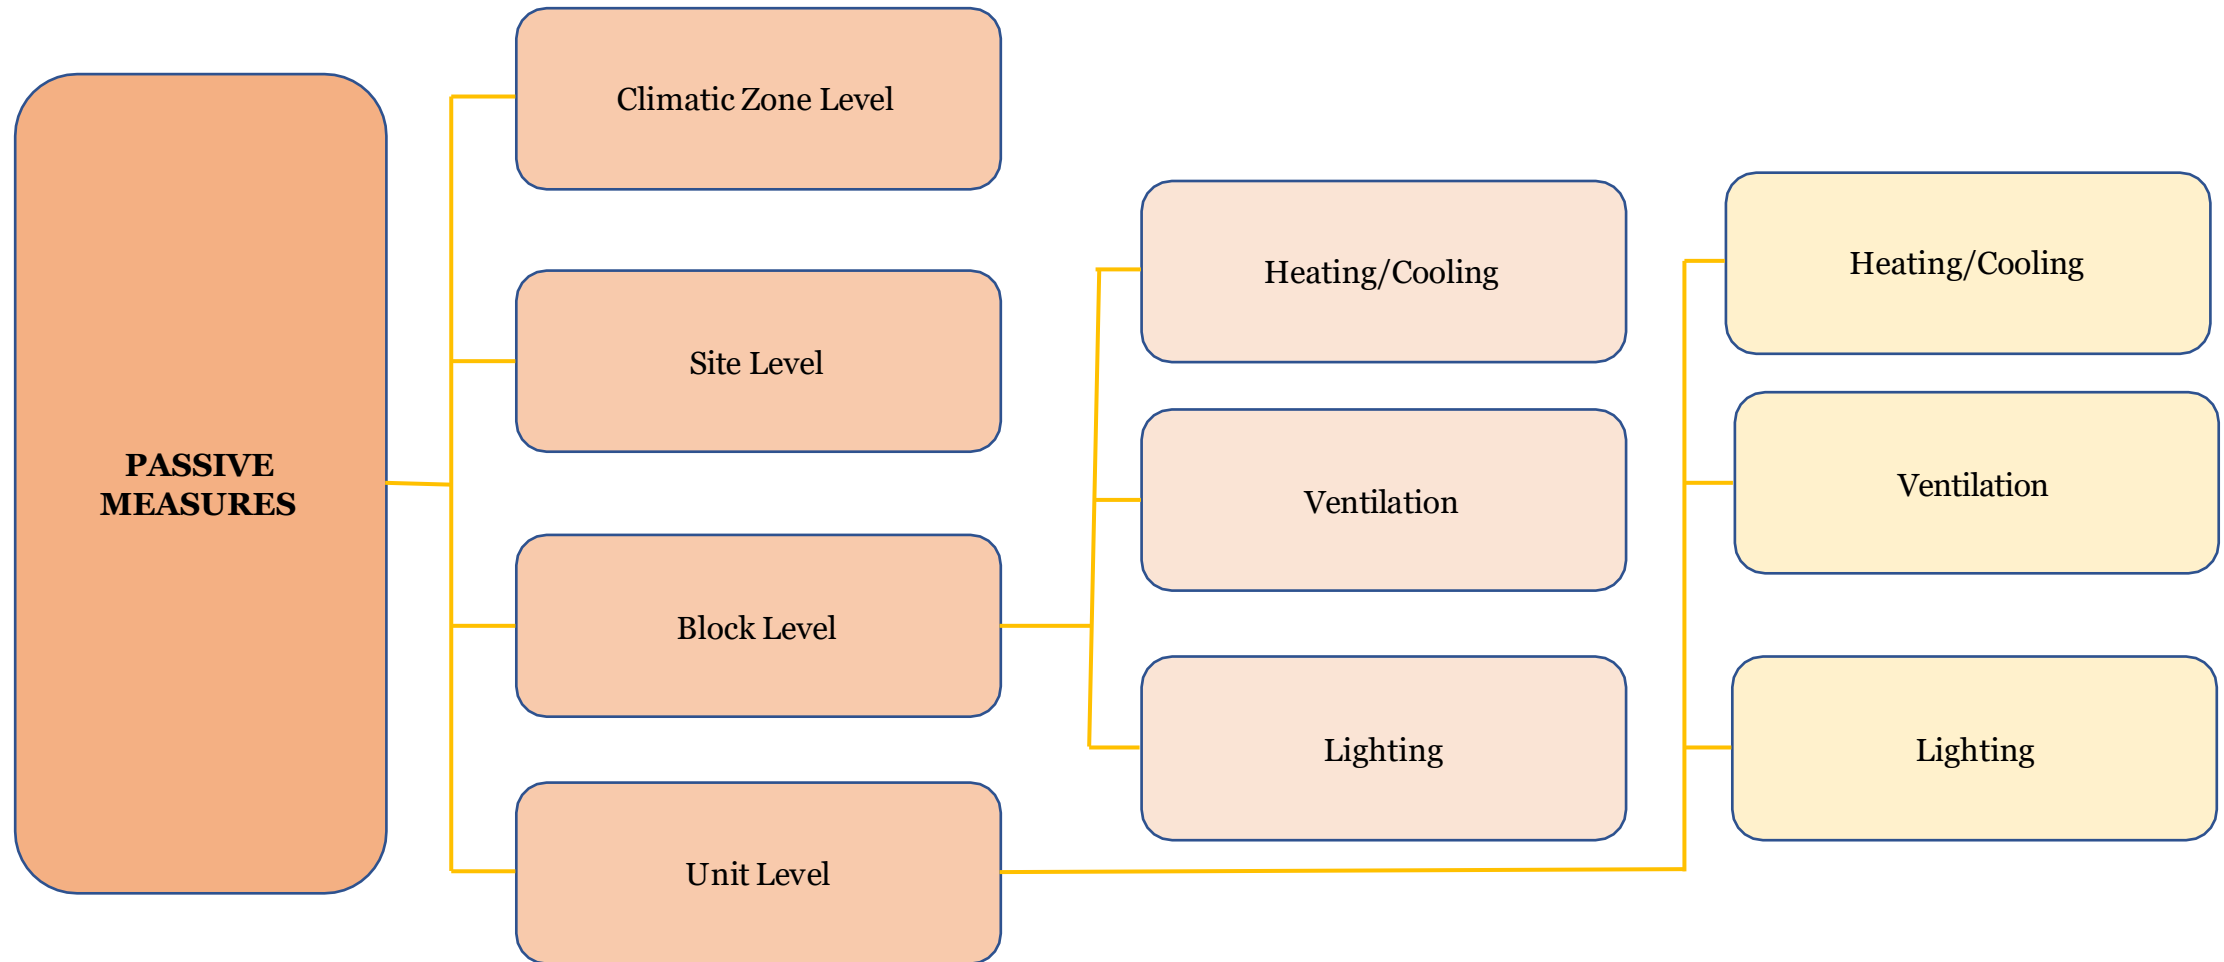 PASSIVE
MEASURES
Climatic Zone Level
Site Level
Block Level
Unit Level
Heating/Cooling
Ventilation
Lighting
Heating/Cooling
Ventilation
Lighting